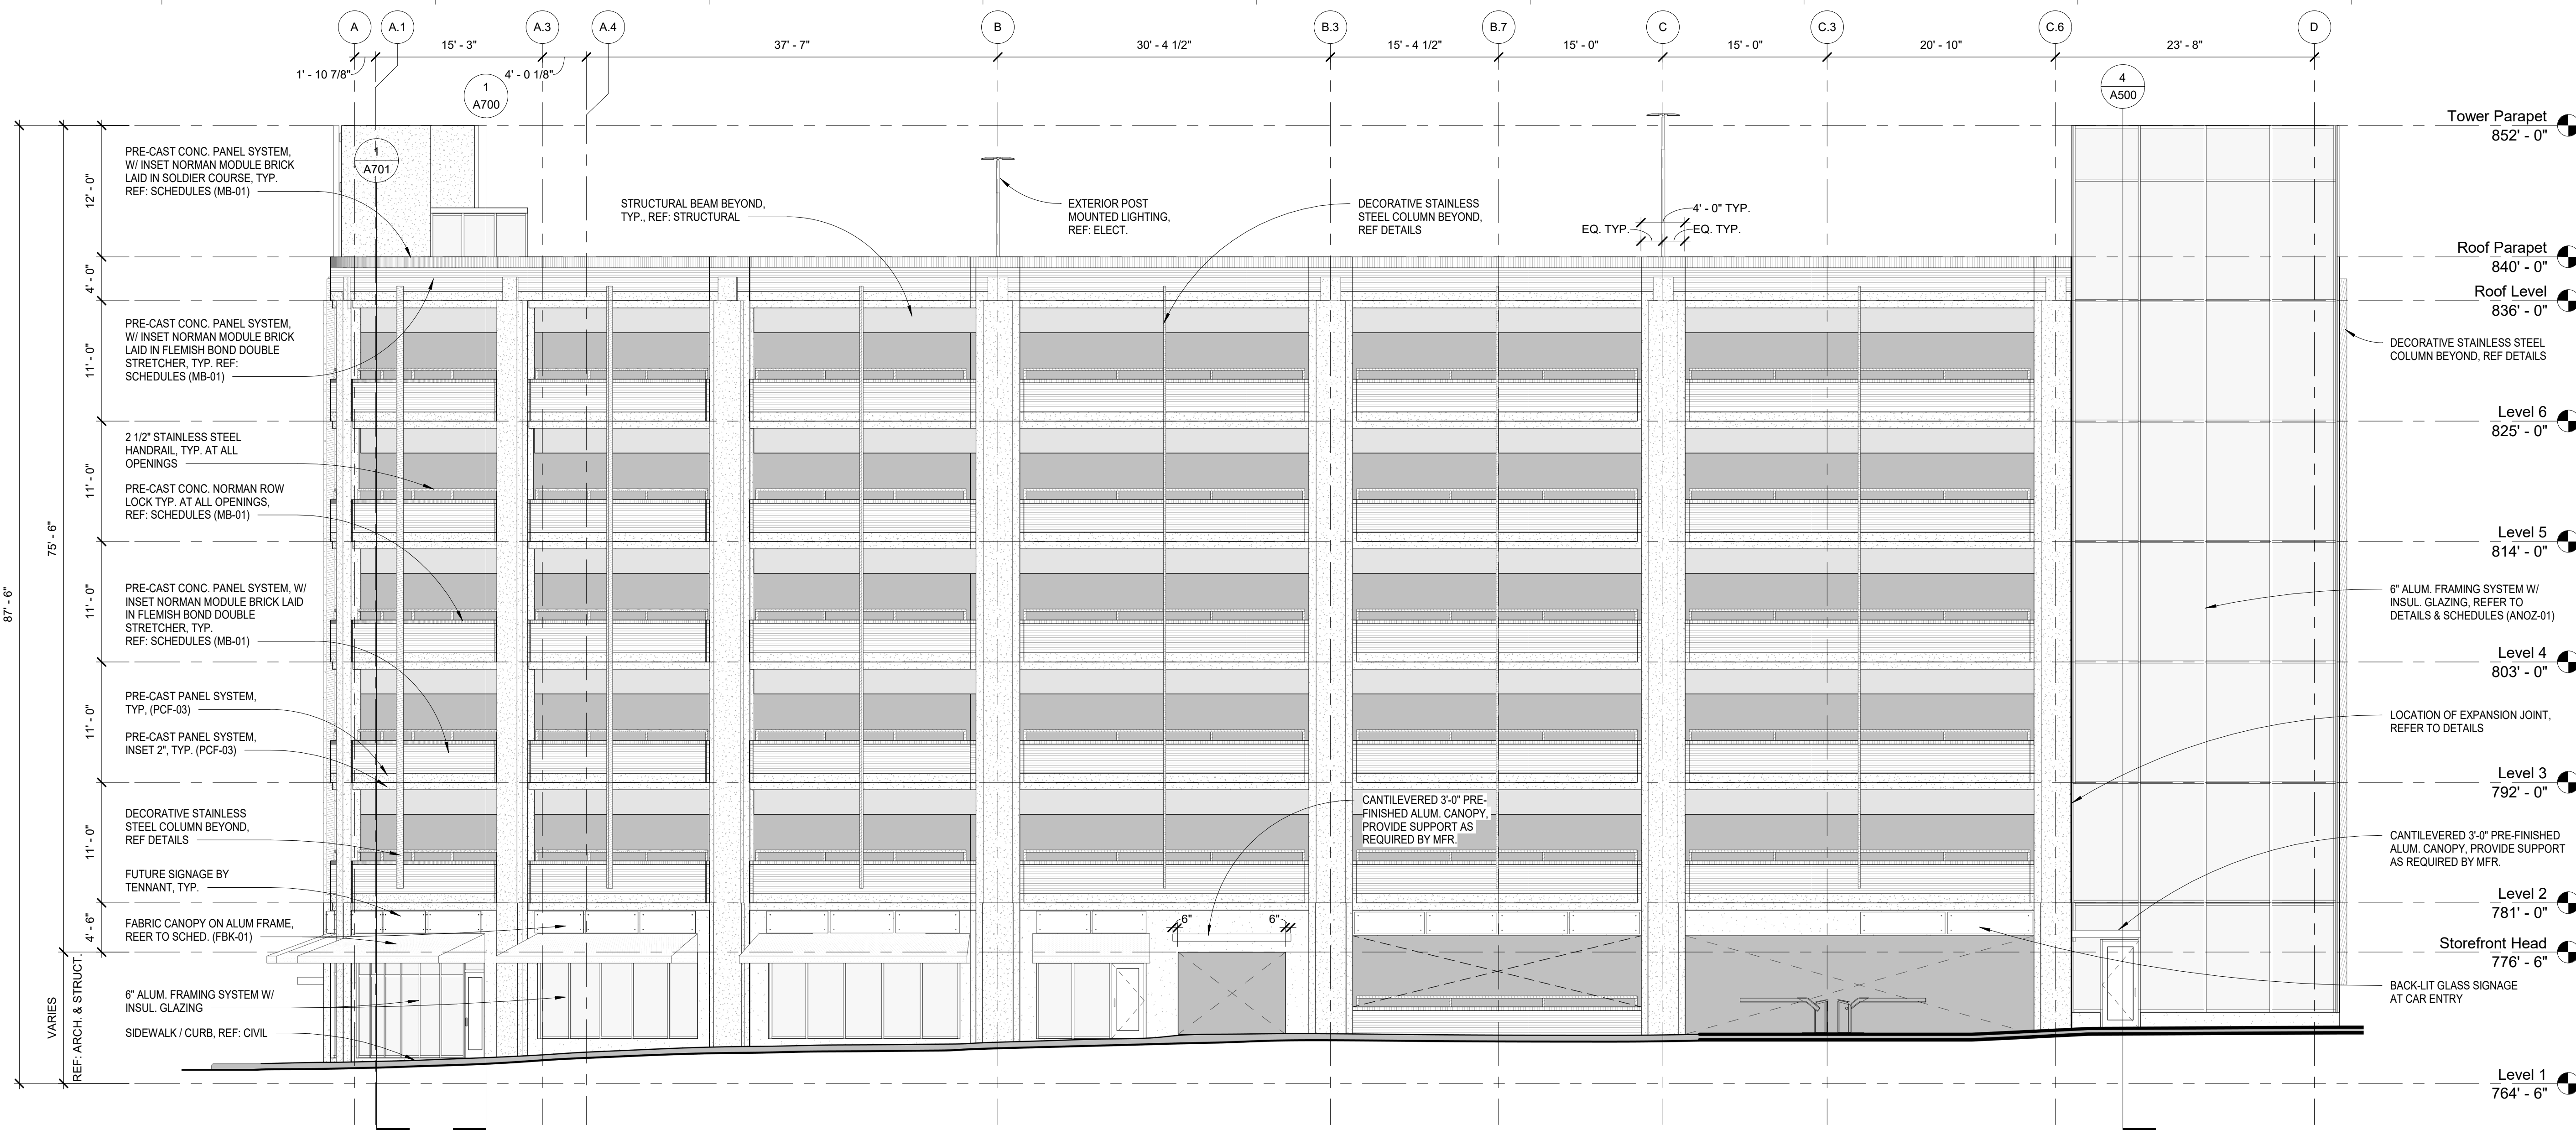 A
A.1
A.3
A.4
B
B.3
B.7
C
C.3
C.6
D
15' - 3"
37' - 7"
30' - 4 1/2"
15' - 4 1/2"
15' - 0"
15' - 0"
20' - 10"
23' - 8"
1' - 10 7/8"
4' - 0 1/8"
1
A700
4
A500
1
A701
PRE-CAST CONC. PANEL SYSTEM,
W/ INSET NORMAN MODULE BRICK
LAID IN SOLDIER COURSE, TYP.
REF: SCHEDULES (MB-01)
PRE-CAST CONC. PANEL SYSTEM,
W/ INSET NORMAN MODULE BRICK
LAID IN FLEMISH BOND DOUBLE
STRETCHER, TYP. REF:
SCHEDULES (MB-01)
2 1/2" STAINLESS STEEL
HANDRAIL, TYP. AT ALL
OPENINGS
PRE-CAST CONC. NORMAN ROW
LOCK TYP. AT ALL OPENINGS,
REF: SCHEDULES (MB-01)
PRE-CAST CONC. PANEL SYSTEM, W/
INSET NORMAN MODULE BRICK LAID
IN FLEMISH BOND DOUBLE
STRETCHER, TYP.
REF: SCHEDULES (MB-01)
PRE-CAST PANEL SYSTEM,
TYP, (PCF-03)
PRE-CAST PANEL SYSTEM,
INSET 2", TYP. (PCF-03)
DECORATIVE STAINLESS
STEEL COLUMN BEYOND,
REF DETAILS
FUTURE SIGNAGE BY
TENNANT, TYP.
FABRIC CANOPY ON ALUM FRAME,
REER TO SCHED. (FBK-01)
6" ALUM. FRAMING SYSTEM W/
INSUL. GLAZING
SIDEWALK / CURB, REF: CIVIL
87' - 6"
75' - 6"
VARIES
REF: ARCH. & STRUCT.
12' - 0"
4' - 0"
11' - 0"
11' - 0"
11' - 0"
11' - 0"
11' - 0"
4' - 6"
STRUCTURAL BEAM BEYOND,
TYP., REF: STRUCTURAL
EXTERIOR POST
MOUNTED LIGHTING,
REF: ELECT.
DECORATIVE STAINLESS
STEEL COLUMN BEYOND,
REF DETAILS
4' - 0" TYP.
EQ. TYP.
EQ. TYP.
CANTILEVERED 3'-0" PRE-
FINISHED ALUM. CANOPY,
PROVIDE SUPPORT AS
REQUIRED BY MFR.
6"
6"
Tower Parapet
852' - 0"
Roof Parapet
840' - 0"
Roof Level
836' - 0"
DECORATIVE STAINLESS STEEL
COLUMN BEYOND, REF DETAILS
Level 6
825' - 0"
Level 5
814' - 0"
6" ALUM. FRAMING SYSTEM W/
INSUL. GLAZING, REFER TO
DETAILS & SCHEDULES (ANOZ-01)
Level 4
803' - 0"
LOCATION OF EXPANSION JOINT,
REFER TO DETAILS
Level 3
792' - 0"
CANTILEVERED 3'-0" PRE-FINISHED
ALUM. CANOPY, PROVIDE SUPPORT
AS REQUIRED BY MFR.
Level 2
781' - 0"
Storefront Head
776' - 6"
BACK-LIT GLASS SIGNAGE
AT CAR ENTRY
Level 1
764' - 6"